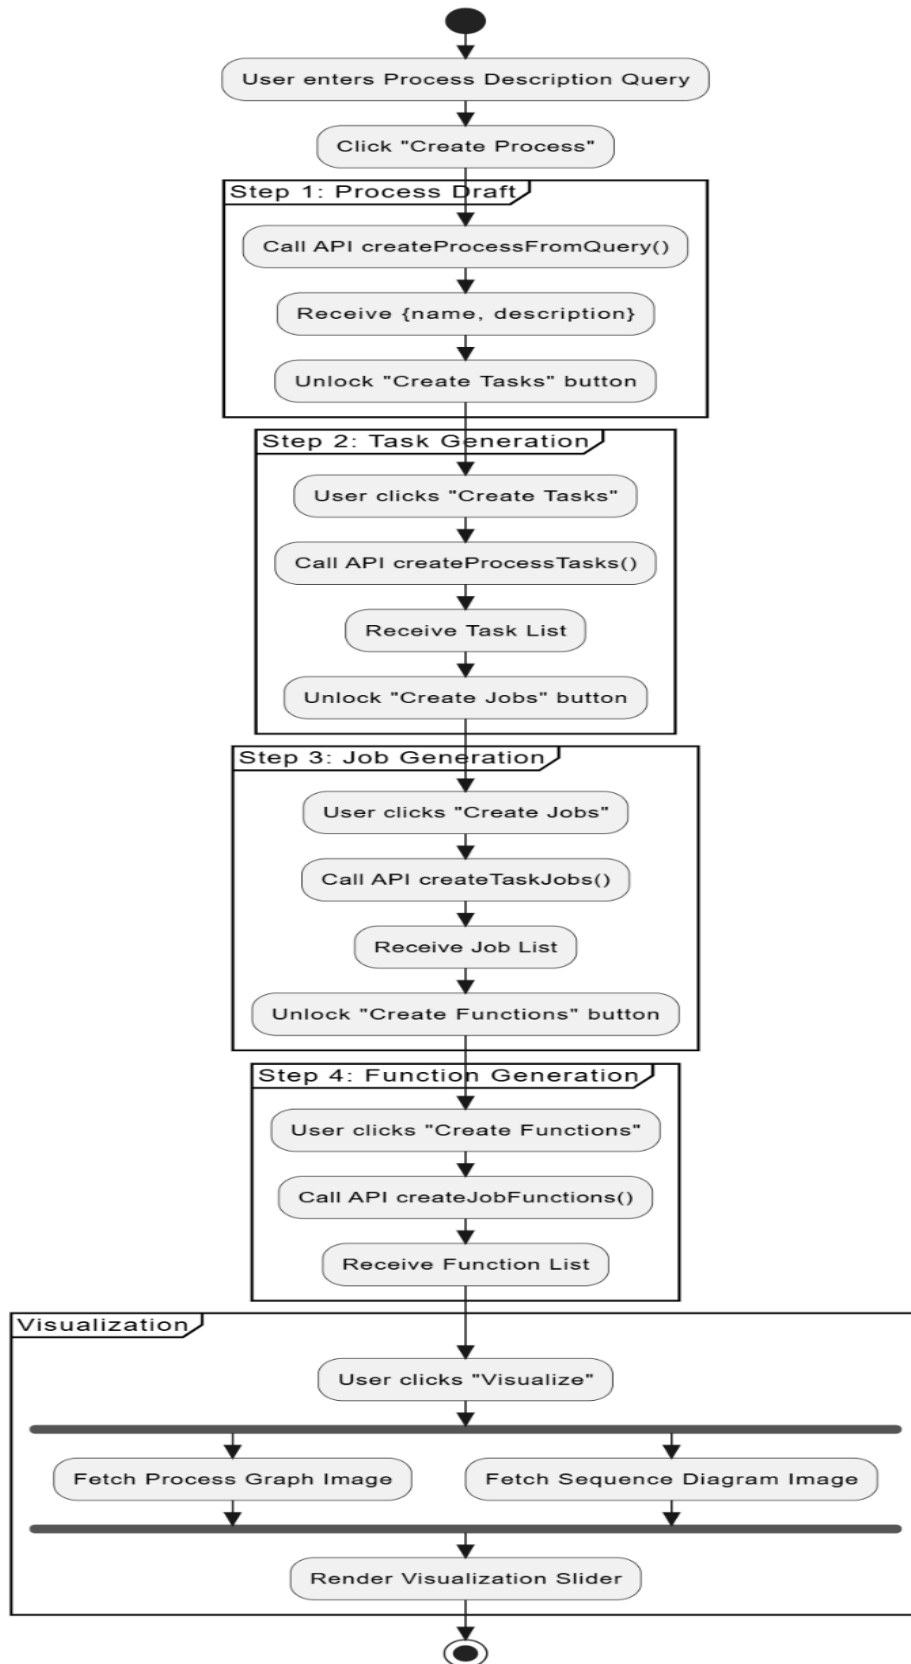 User enters Process Description Query
Click "Create Process"
Step 1: Process Draft
Call API createProcessFromQuery()
Receive {name, description}
Unlock "Create Tasks" button
Step 2: Task Generation
User clicks "Create Tasks"
Call API createProcessTasks()
Receive Task List
Unlock "Create Jobs" button
Step 3: Job Generation
User clicks "Create Jobs"
Call API createTaskJobs()
Receive Job List
Unlock "Create Functions" button
Step 4: Function Generation
User clicks "Create Functions"
Call API createJobFunctions()
Receive Function List
Visualization
User clicks "Visualize"
Fetch Process Graph Image
Fetch Sequence Diagram Image
Render Visualization Slider